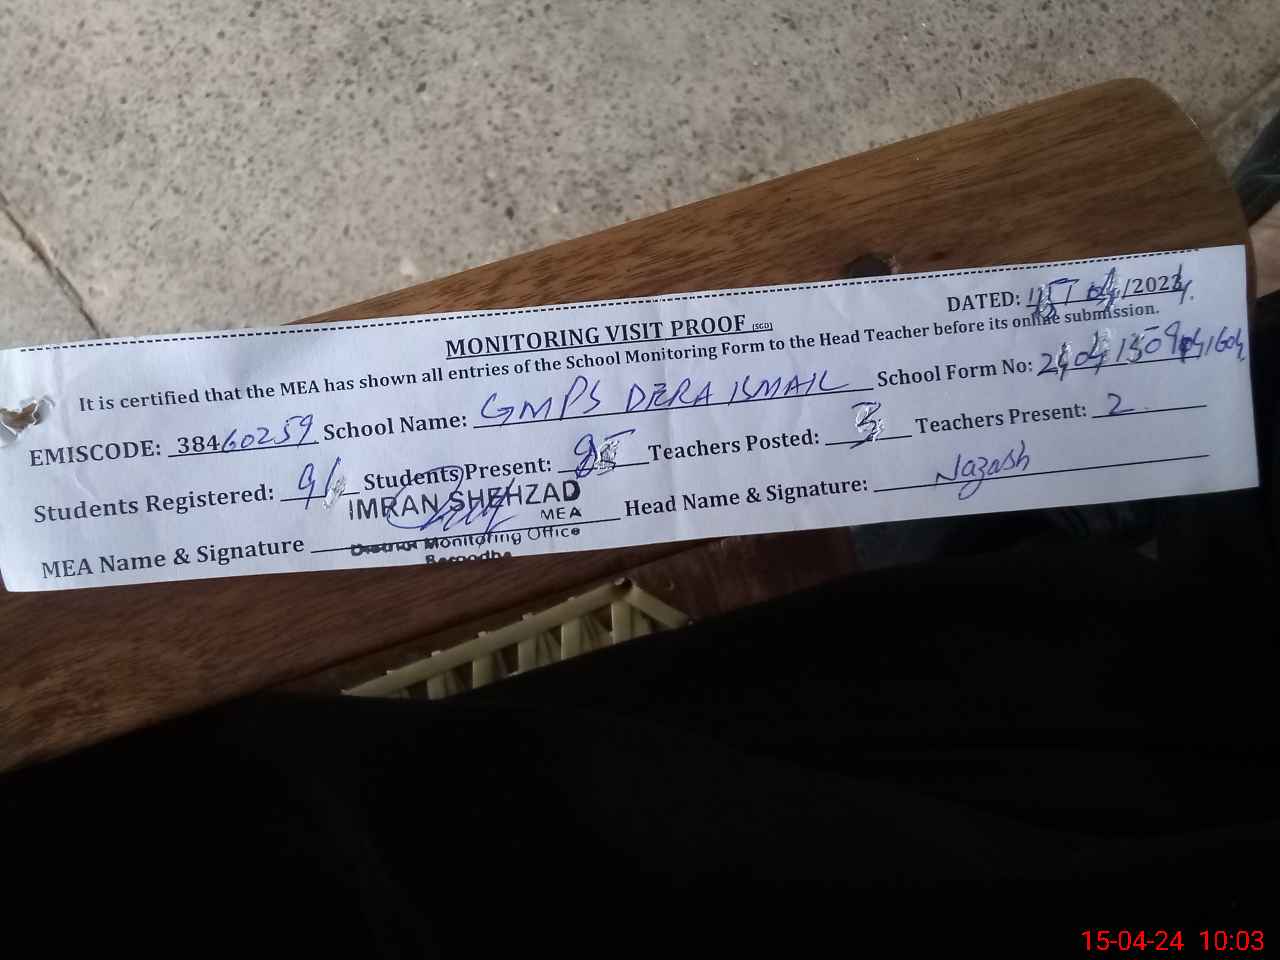 DATED: 15/04/2024.
MONITORING VISIT PROOF (SGD)
It is certified that the MEA has shown all entries of the School Monitoring Form to the Head Teacher before its online submission.
EMISCODE: 38460259 School Name: GMPS DERA ISMAIL School Form No:
Students Registered: 91 Students Present: Teachers Posted: 3 Teachers Present: 2
IMRAN SHEHZAD
MEA
MEA Name & Signature Head Name & Signature: Nazash
District Monitoring Office
Sargodha
15-04-24 10:03